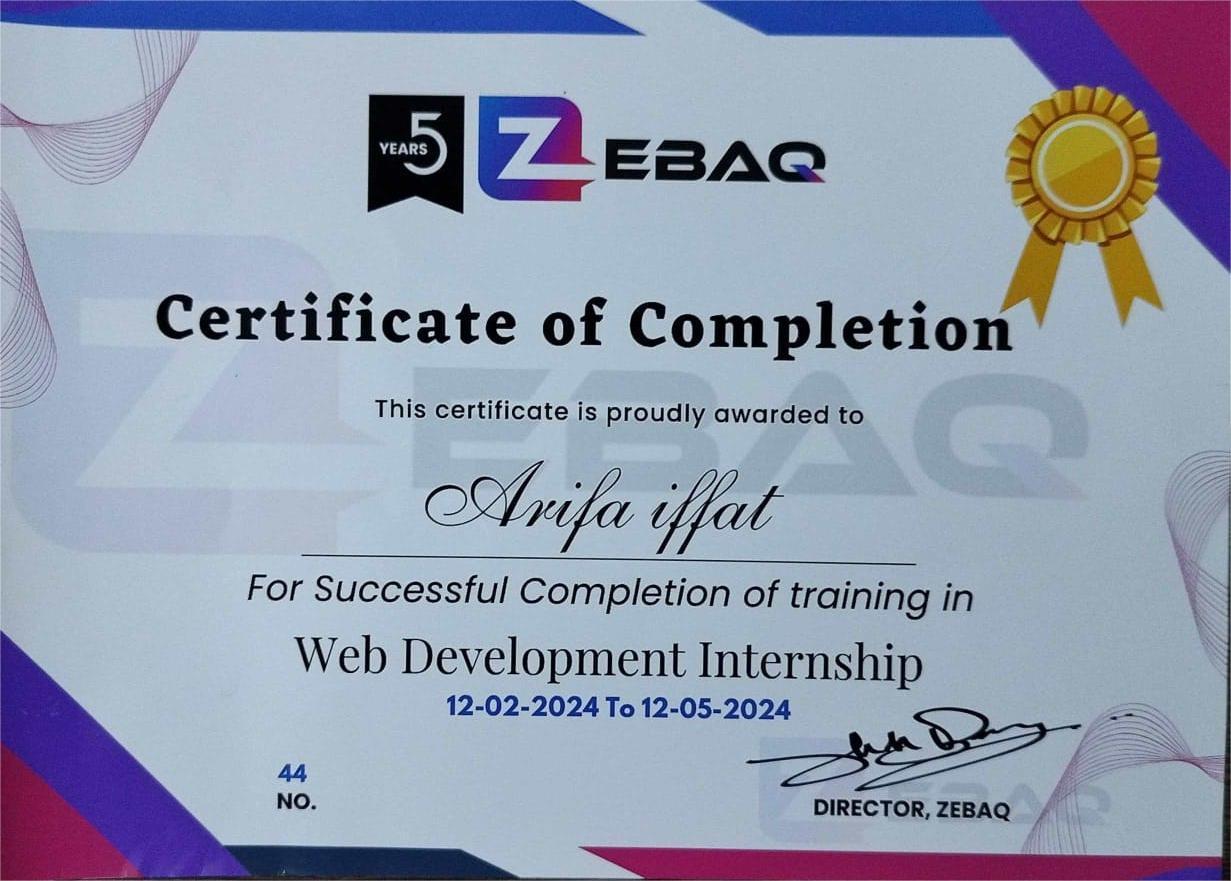 YEARS 5
ZEBAQ
Certificate of Completion
This certificate is proudly awarded to
Arifa iffat
For Successful Completion of training in
Web Development Internship
12-02-2024 To 12-05-2024
44
NO.
DIRECTOR, ZEBAQ